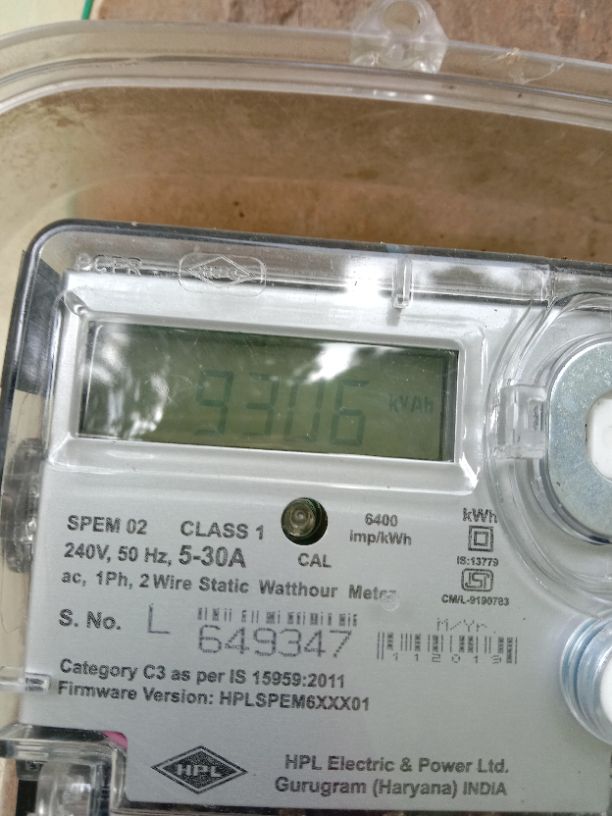 9306 kVAh
SPEM 02 CLASS 1
6400
imp/kWh
kWh
240V, 50 Hz, 5-30A
CAL
IS:13779
ac, 1Ph, 2 Wire Static Watthour Meter
CM/L-9190783
S. No. L 649347
M/Yr.
112019
Category C3 as per IS 15959:2011
Firmware Version: HPLSPEM6XXX01
HPL
HPL Electric & Power Ltd.
Gurugram (Haryana) INDIA